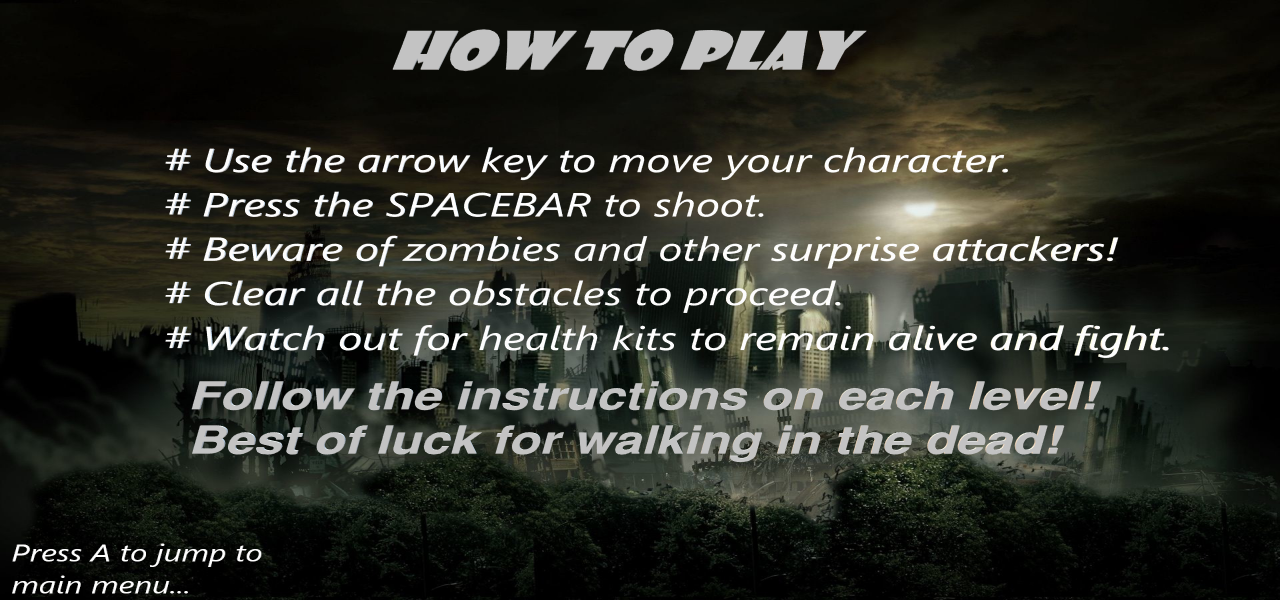 HOW TO PLAY
# Use the arrow key to move your character.
# Press the SPACEBAR to shoot.
# Beware of zombies and other surprise attackers!
# Clear all the obstacles to proceed.
# Watch out for health kits to remain alive and fight.
Follow the instructions on each level!
Best of luck for walking in the dead!
Press A to jump to
main menu...